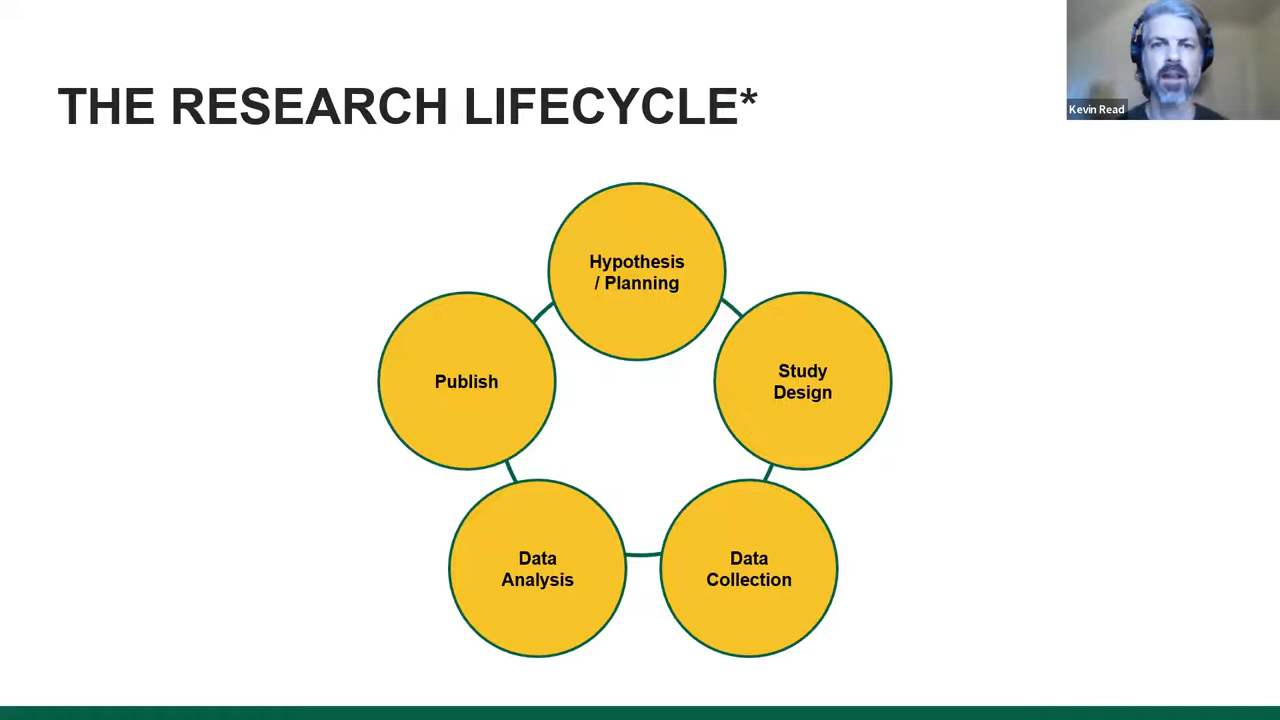 THE RESEARCH LIFECYCLE*
Kevin Read
Hypothesis
/ Planning
Publish
Study
Design
Data
Analysis
Data
Collection